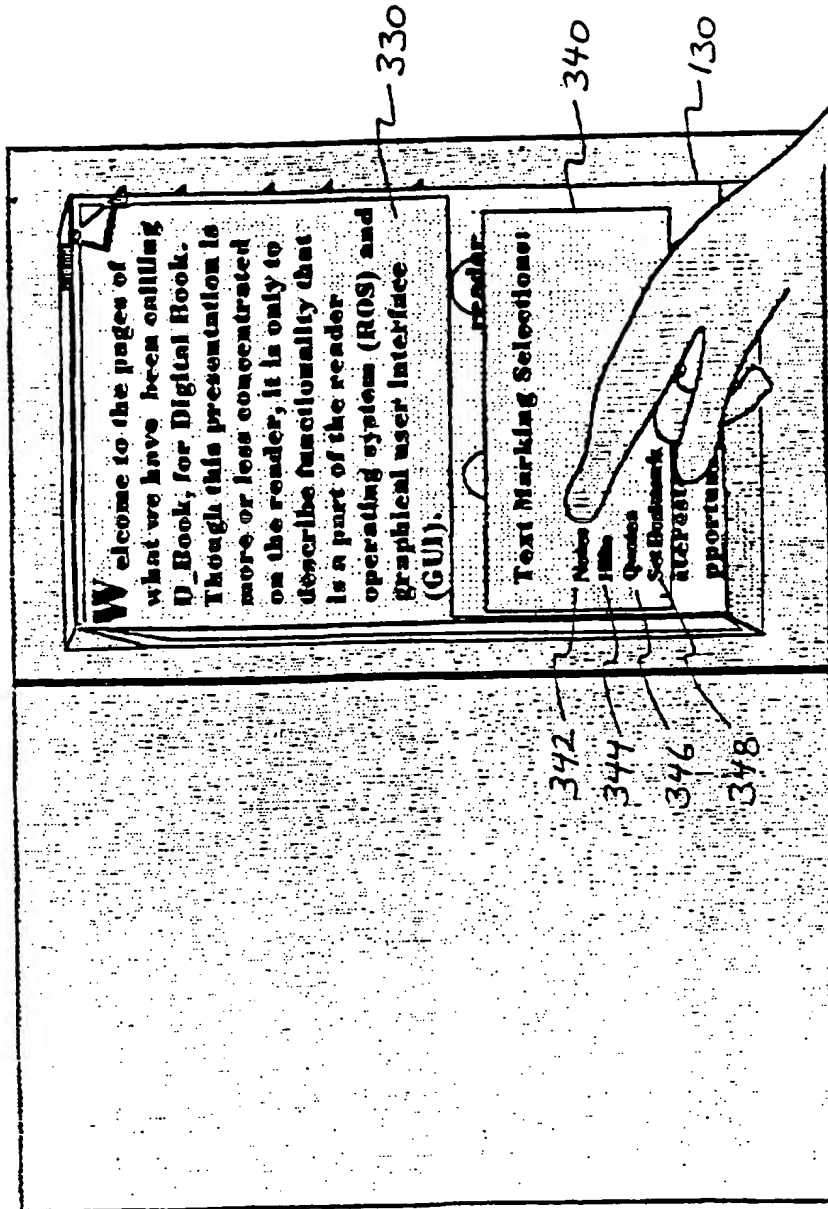 Welcome to the pages of
what we have been calling
D_Book, for Digital Book.
Though this presentation is
more or less concentrated
on the reader, it is only to
describe functionality that
is a part of the reader
operating system (ROS) and
graphical user interface
(GUI).
reader.
Text Marking Selections:
Notes
Hilite
Quotes
Set Bookmark
pportun
330
340
130
342
344
346
348